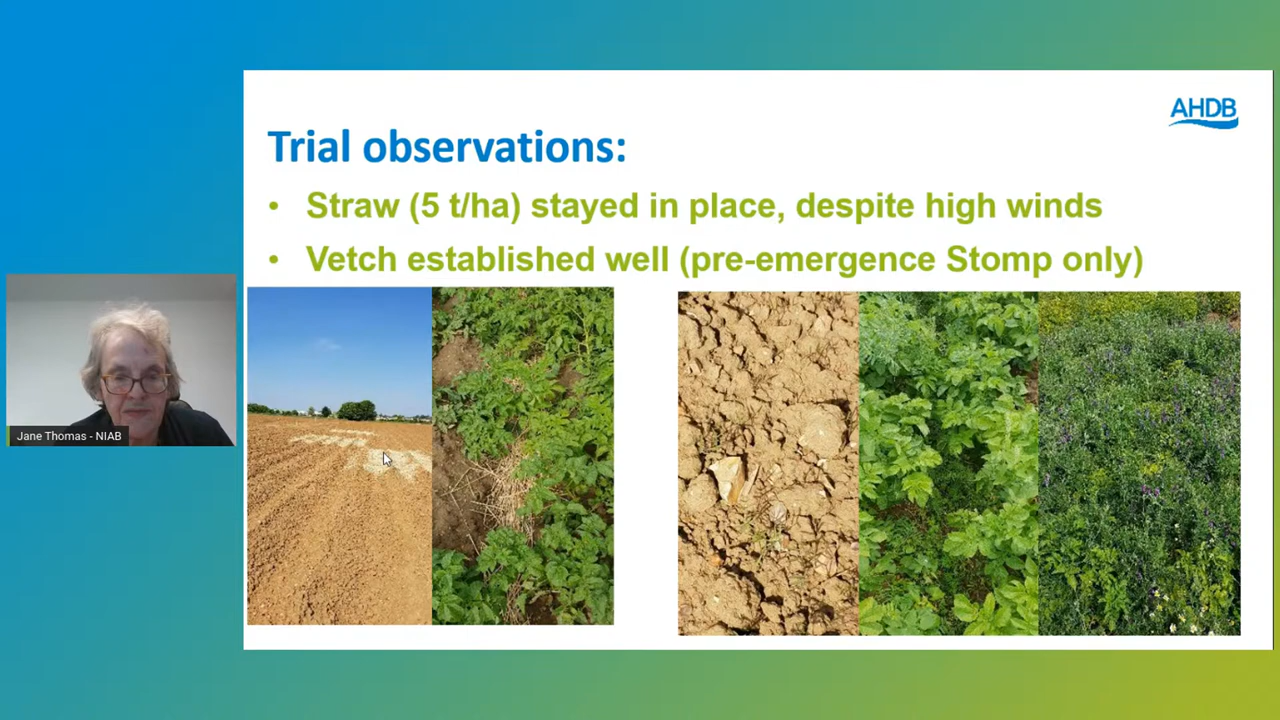 AHDB
Trial observations:
• Straw (5 t/ha) stayed in place, despite high winds
• Vetch established well (pre-emergence Stomp only)
Jane Thomas - NIAB